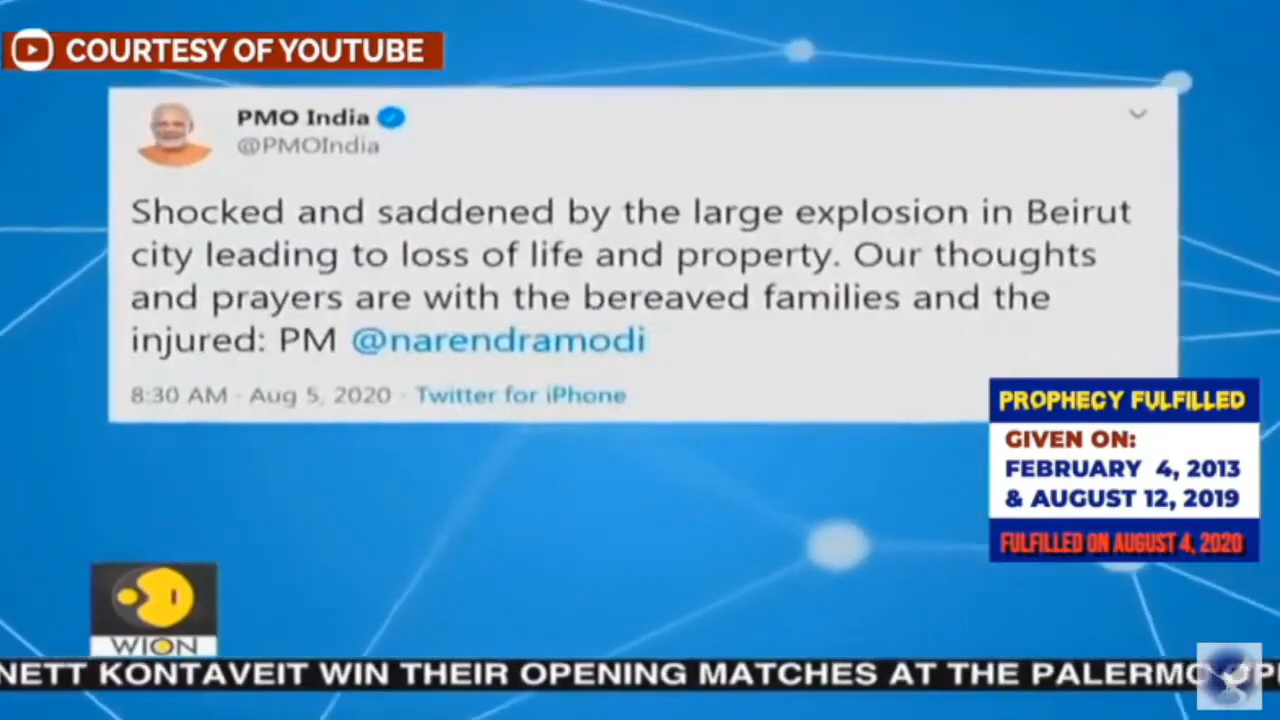 COURTESY OF YOUTUBE
PMO India
@PMOIndia
Shocked and saddened by the large explosion in Beirut
city leading to loss of life and property. Our thoughts
and prayers are with the bereaved families and the
injured: PM @narendramodi
8:30 AM · Aug 5, 2020 · Twitter for iPhone
PROPHECY FULFILLED
GIVEN ON:
FEBRUARY 4, 2013
& AUGUST 12, 2019
FULFILLED ON AUGUST 4, 2020
WION
NETT KONTAVEIT WIN THEIR OPENING MATCHES AT THE PALERMO